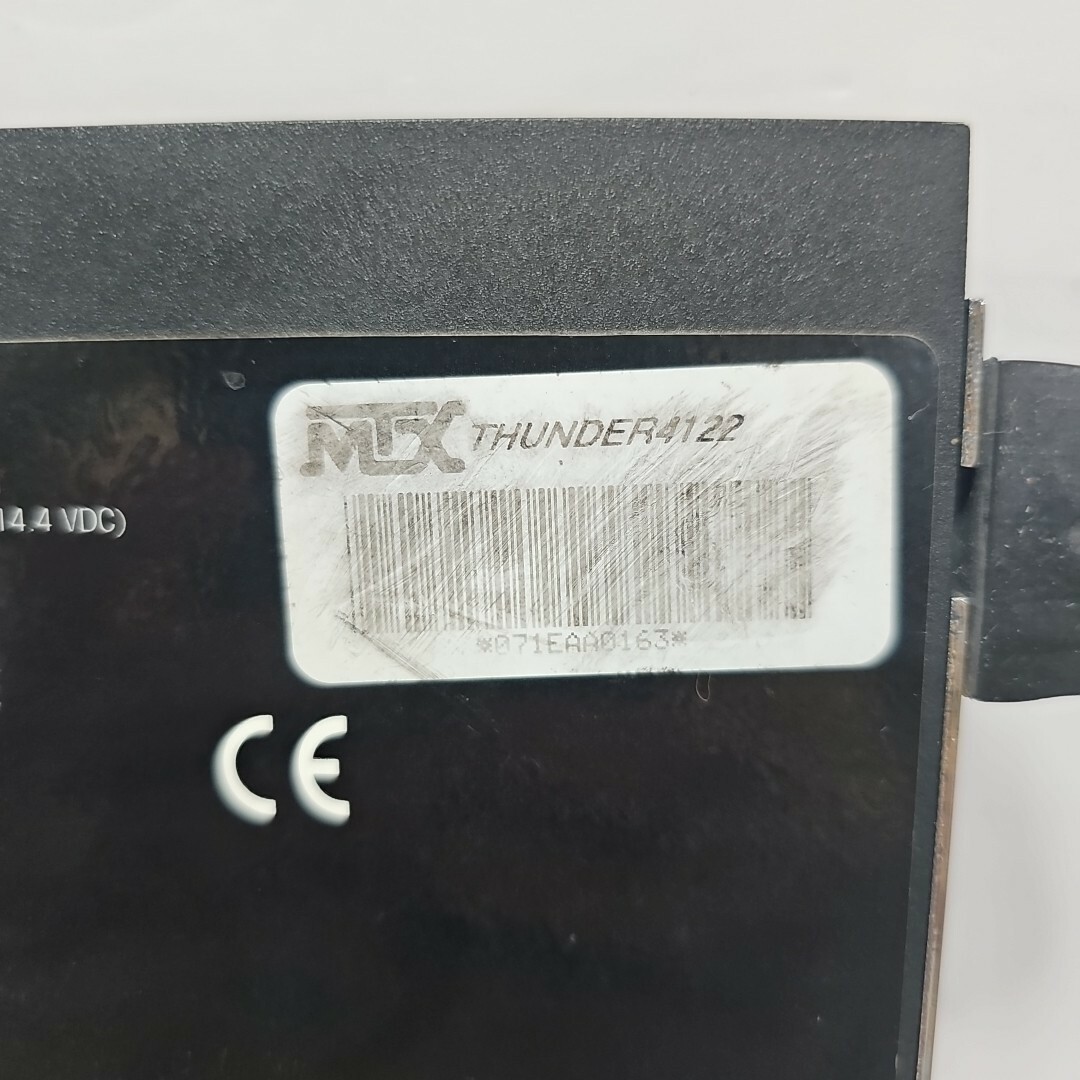 MTX THUNDER4122
14.4 VDC)
*071EAA0163*
CE